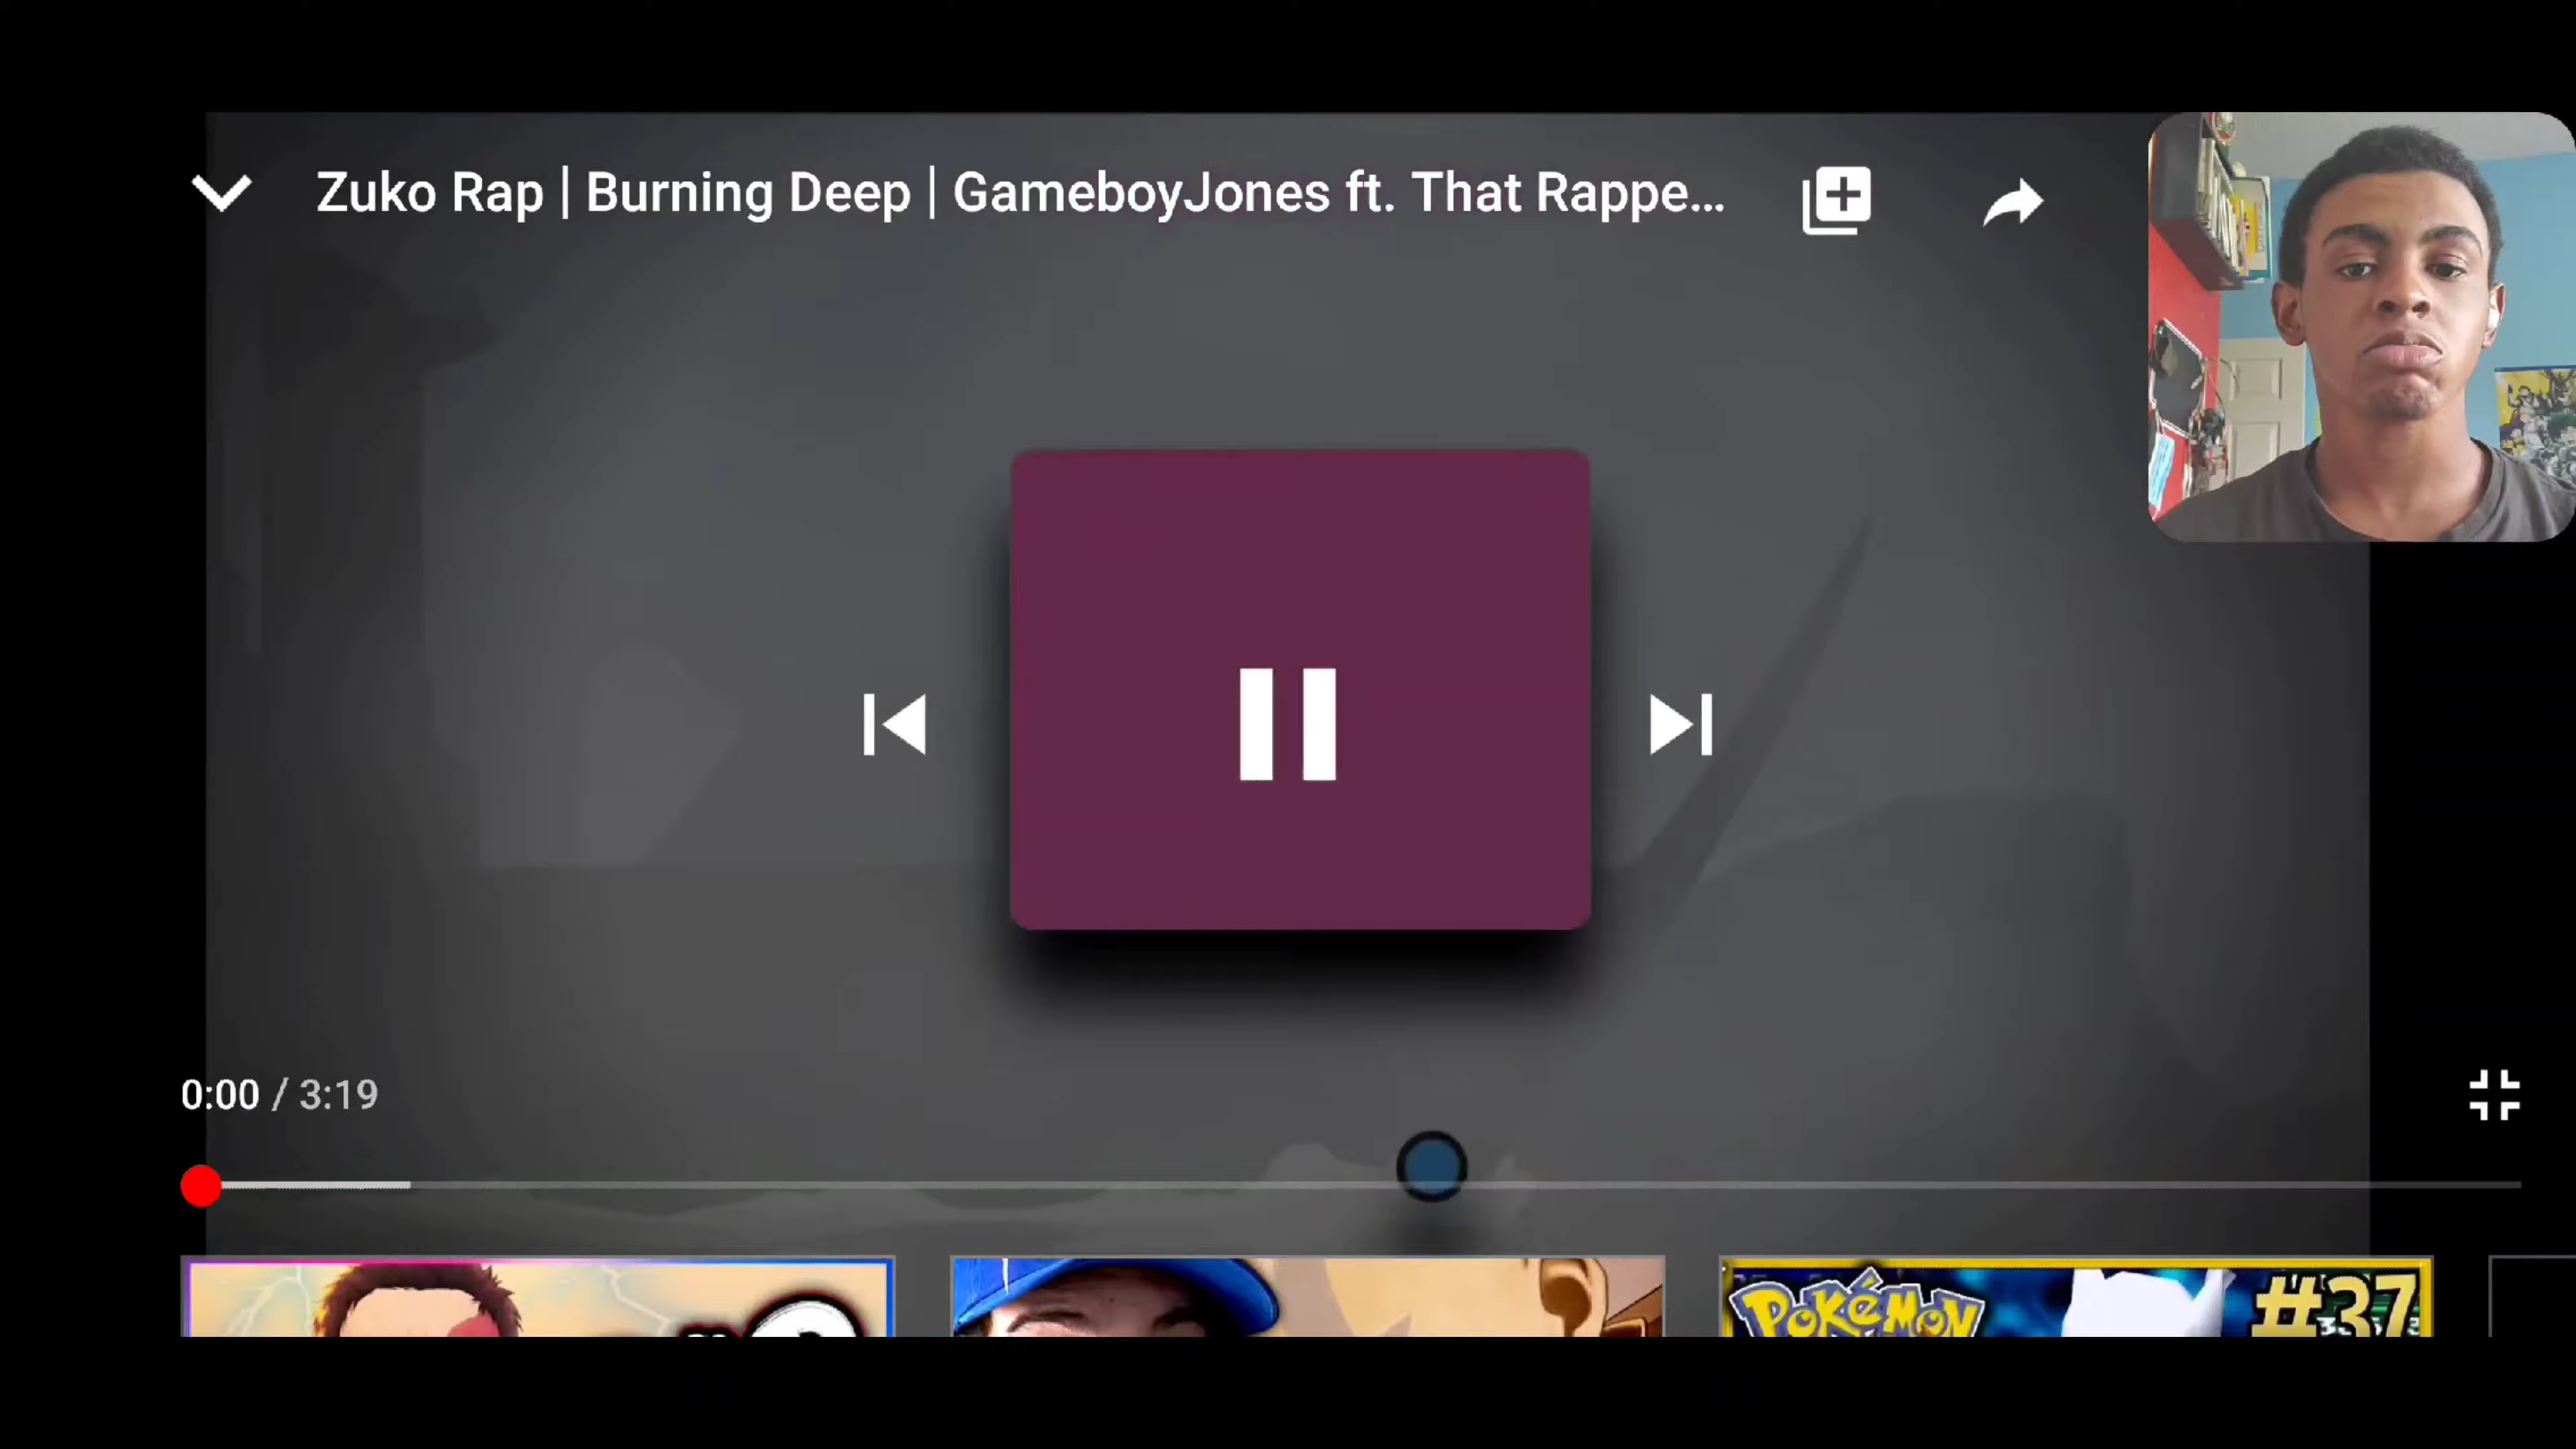 Zuko Rap | Burning Deep | GameboyJones ft. That Rappe...
0:00 / 3:19
POKéMON
#37